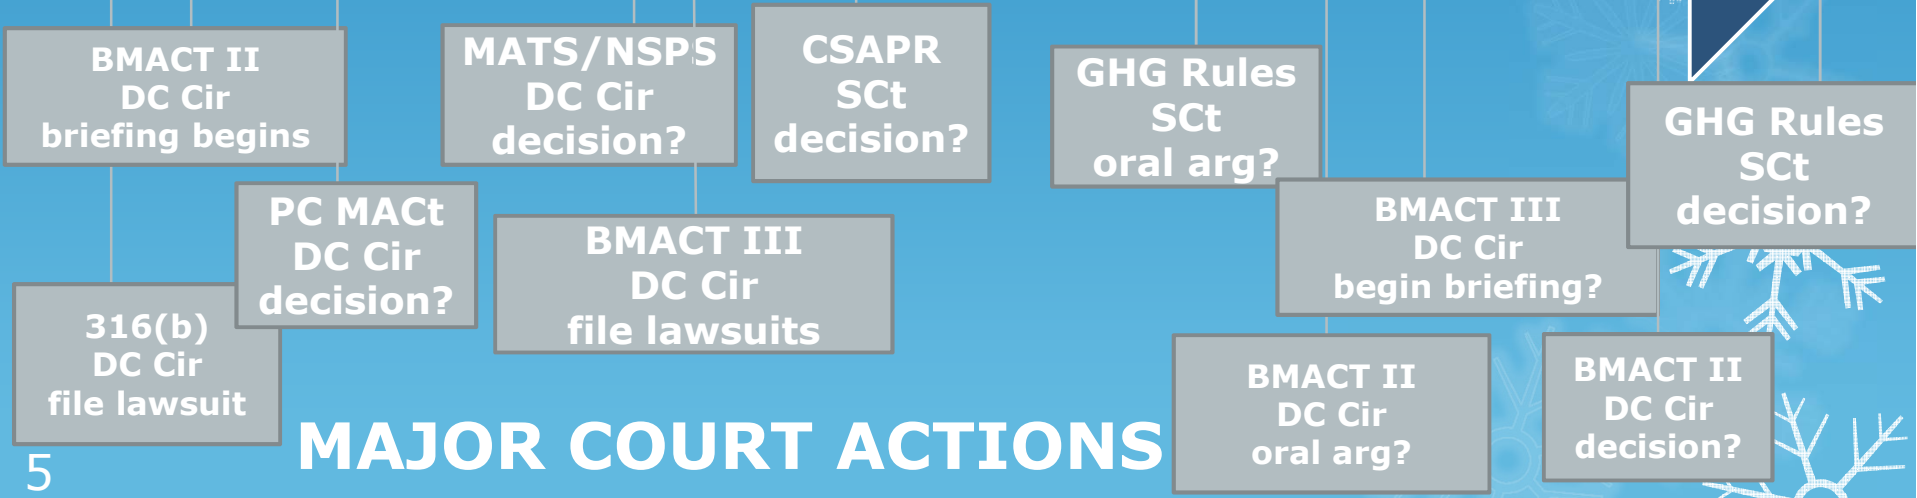 BMACT II
DC Cir
briefing begins
MATS/NSPS
DC Cir
decision?
CSAPR
SCt
decision?
GHG Rules
SCt
oral arg?
GHG Rules
SCt
decision?
PC MACt
DC Cir
decision?
BMACT III
DC Cir
file lawsuits
BMACT III
DC Cir
begin briefing?
316(b)
DC Cir
file lawsuit
BMACT II
DC Cir
oral arg?
BMACT II
DC Cir
decision?
MAJOR COURT ACTIONS
5